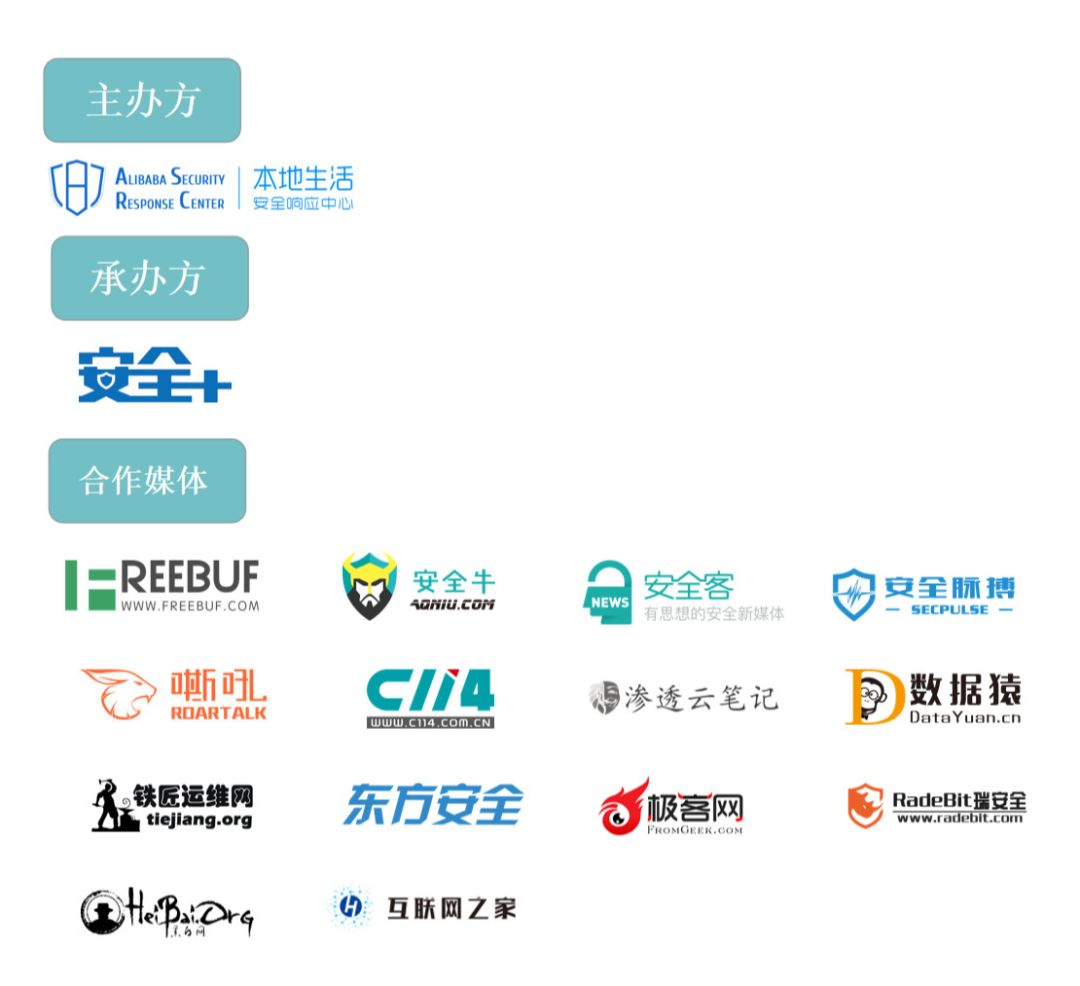 主办方
ALIBABA SECURITY
RESPONSE CENTER
本地生活
安全响应中心
承办方
安全+
合作媒体
FREEBUF
WWW.FREEBUF.COM
安全牛
AQNIU.COM
NEWS
安全客
有思想的安全新媒体
安全脉搏
SECPULSE
嘶吼
ROARTALK
C114
WWW.C114.COM.CN
渗透云笔记
数据猿
DataYuan.cn
铁匠运维网
tiejiang.org
东方安全
极客网
FROMGEEK.COM
RadeBit瑞安全
www.radebit.com
HeiBai.Org
黑白网
互联网之家